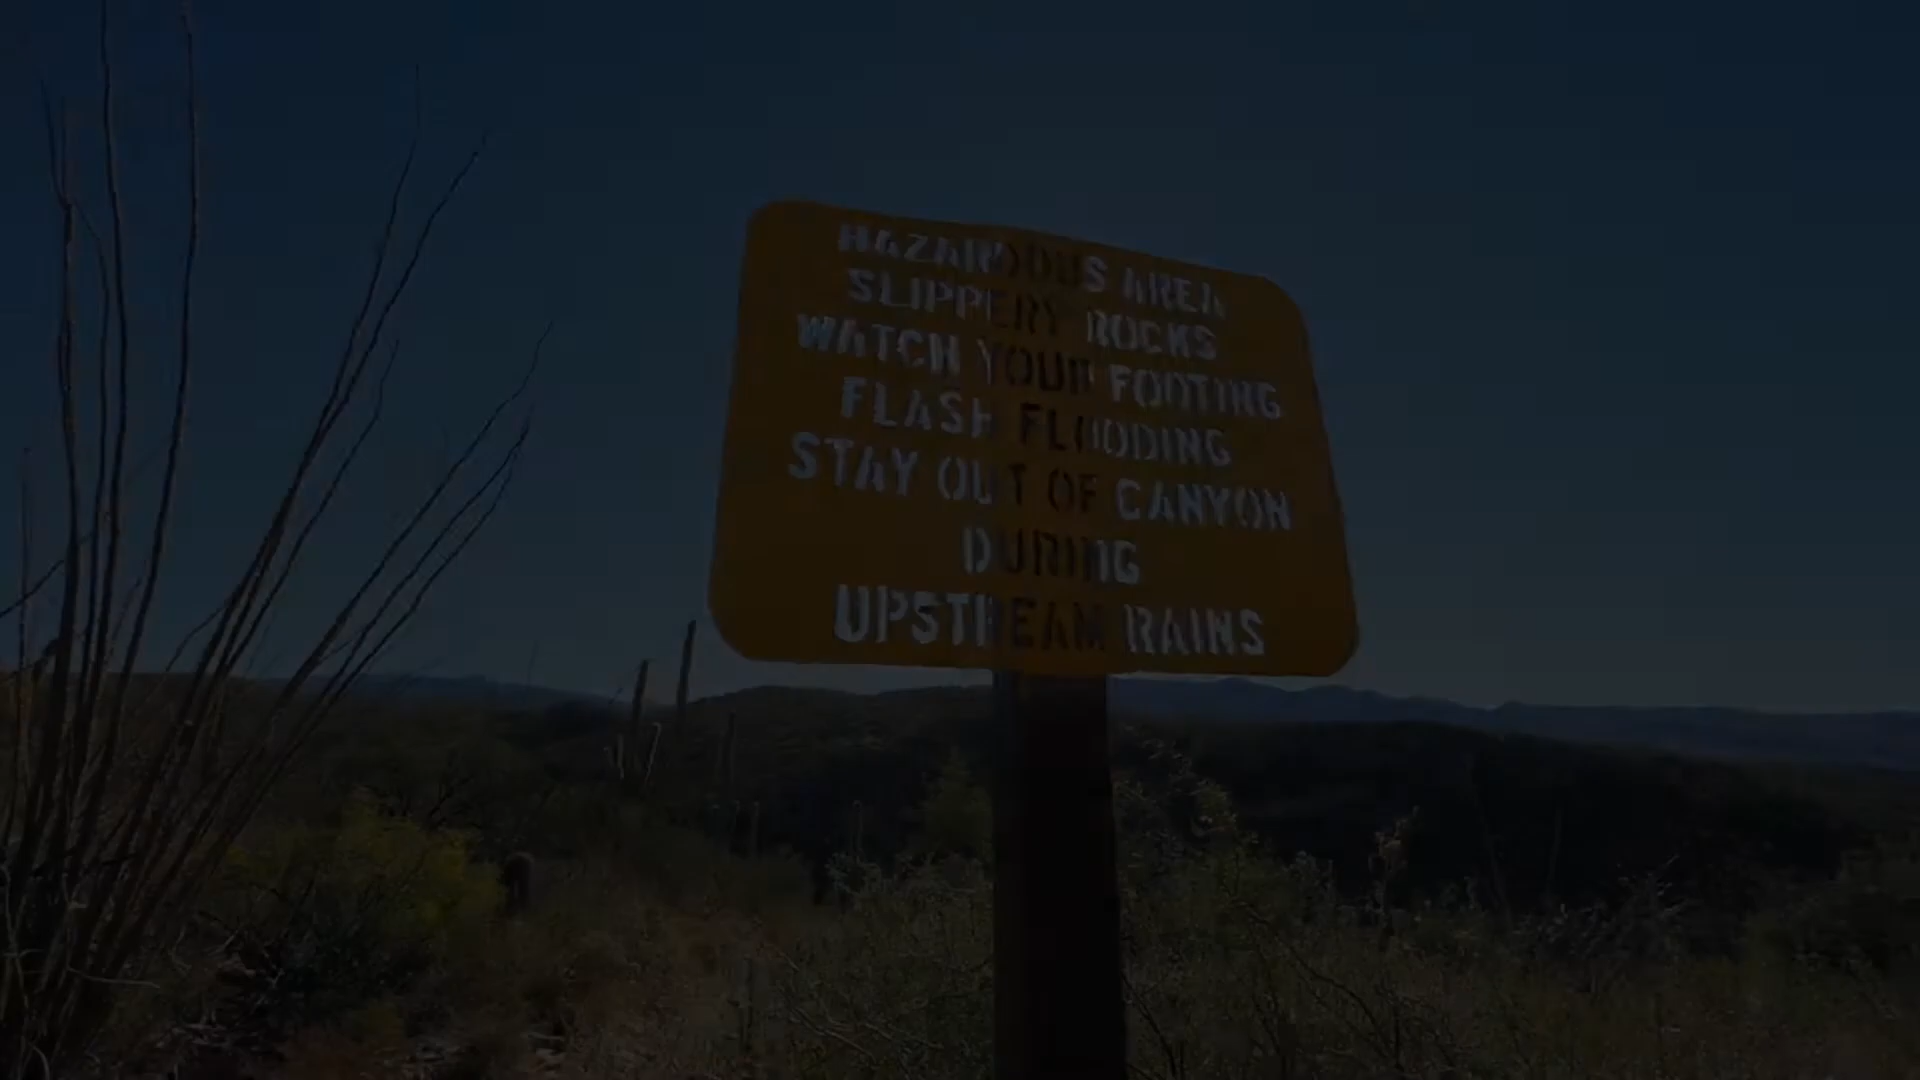 HAZARDOUS AREA
SLIPPERY ROCKS
WATCH YOUR FOOTING
FLASH FLOODING
STAY OUT OF CANYON
DURING
UPSTREAM RAINS